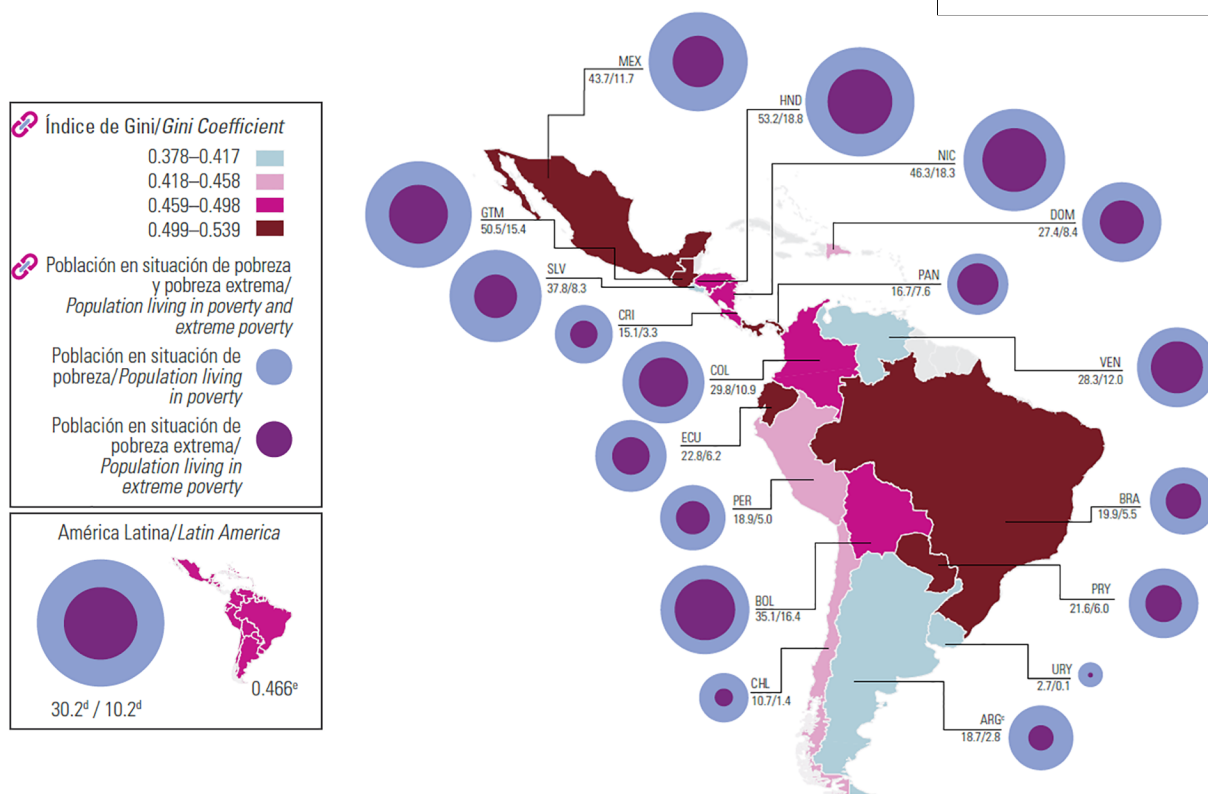 Índice de Gini/Gini Coefficient
0.378–0.417
0.418–0.458
0.459–0.498
0.499–0.539
Población en situación de pobreza
y pobreza extrema/
Population living in poverty and
extreme poverty
Población en situación de
pobreza/Population living
in poverty
Población en situación de
pobreza extrema/
Population living in
extreme poverty
América Latina/Latin America
0.466e
30.2d / 10.2d
MEX
43.7/11.7
HND
53.2/18.8
NIC
46.3/18.3
GTM
50.5/15.4
DOM
27.4/8.4
SLV
37.8/8.3
PAN
16.7/7.6
CRI
15.1/3.3
COL
29.8/10.9
VEN
28.3/12.0
ECU
22.8/6.2
PER
18.9/5.0
BRA
19.9/5.5
BOL
35.1/16.4
PRY
21.6/6.0
CHL
10.7/1.4
URY
2.7/0.1
ARGc
18.7/2.8